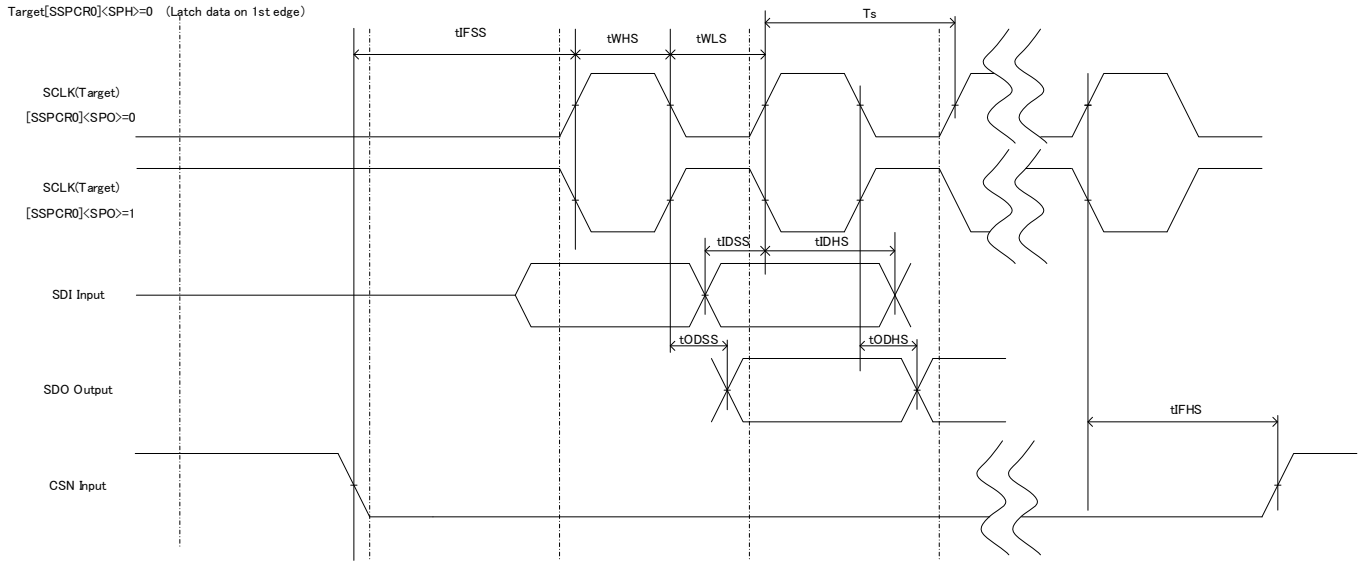 Target[SSPCR0]<SPH>=0 (Latch data on 1st edge)
Ts
tIFSS
tWHS
tWLS
SCLK(Target)
[SSPCR0]<SPO>=0
SCLK(Target)
[SSPCR0]<SPO>=1
tIDSS
tIDHS
SDI Input
tODSS
tODHS
SDO Output
tIFHS
CSN Input